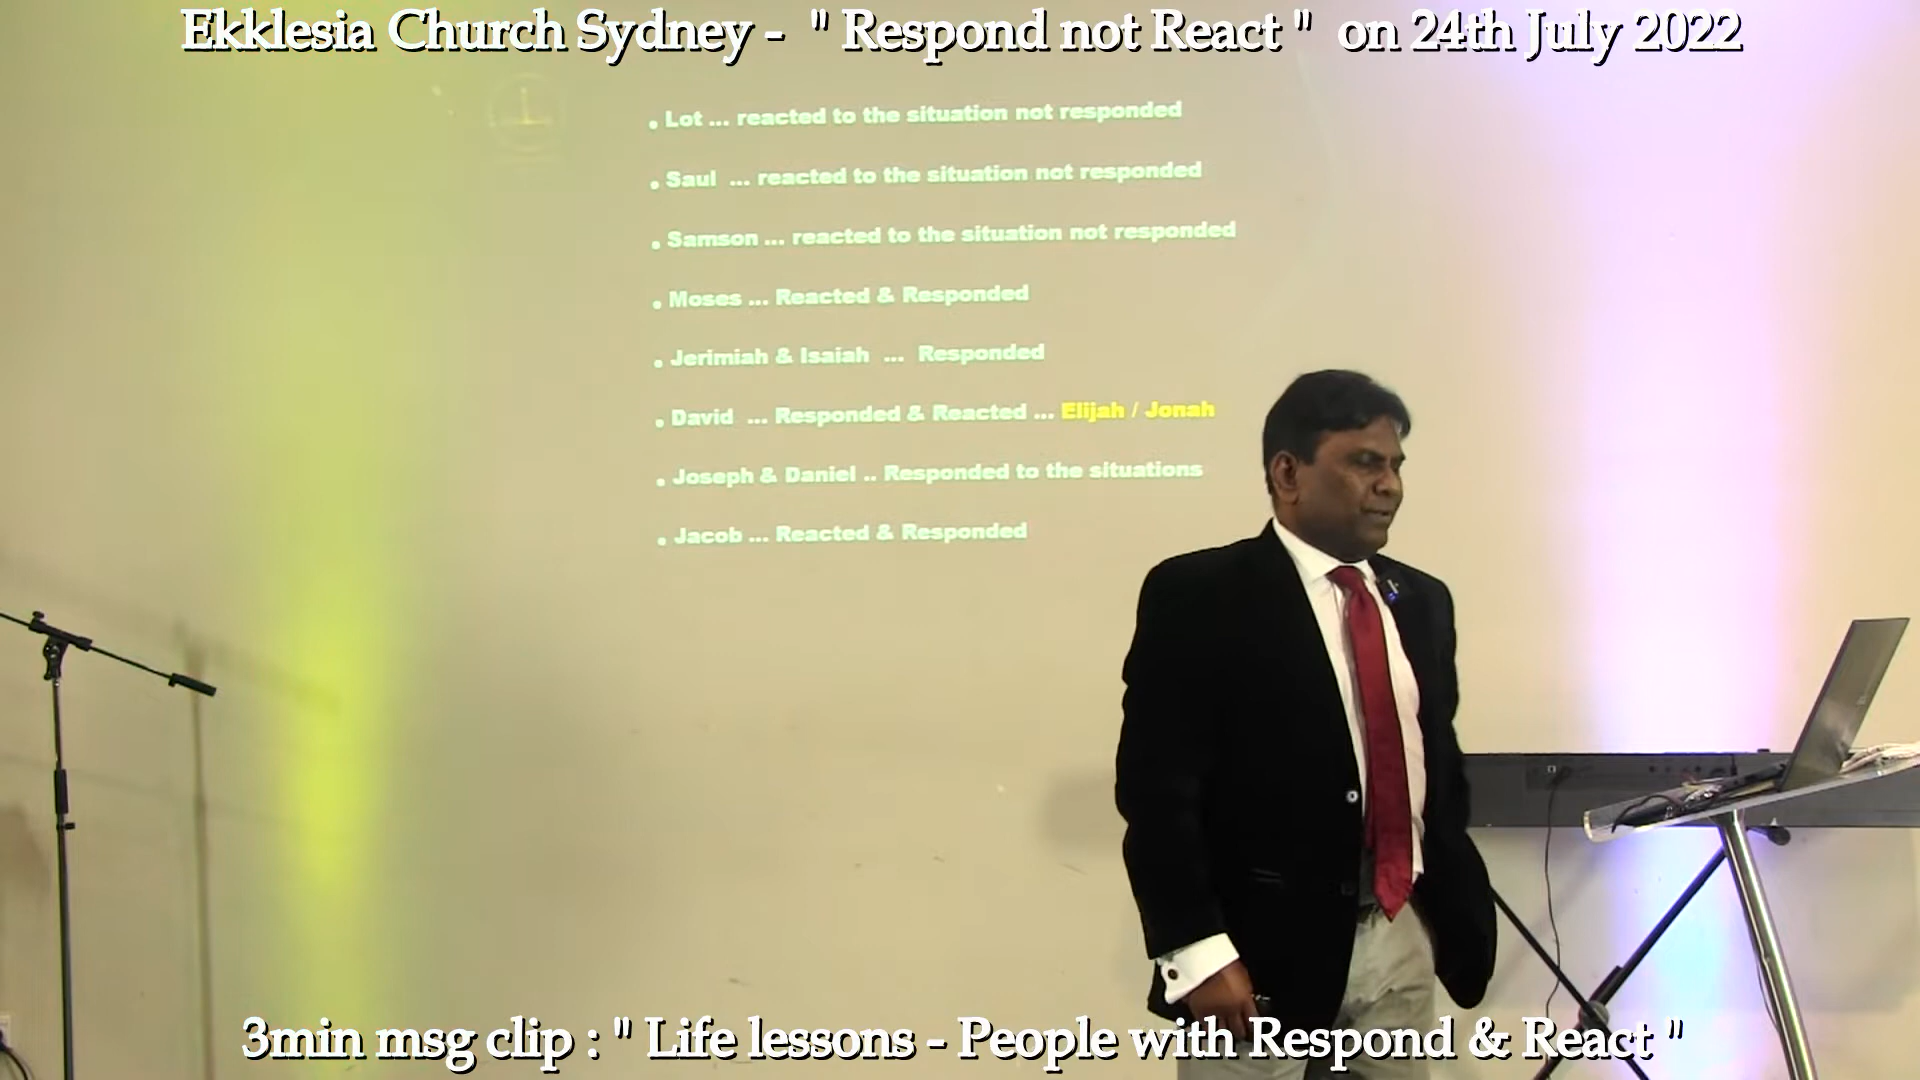 Ekklesia Church Sydney - " Respond not React " on 24th July 2022
• Lot ... reacted to the situation not responded
• Saul ... reacted to the situation not responded
• Samson ... reacted to the situation not responded
• Moses ... Reacted & Responded
• Jerimiah & Isaiah ... Responded
• David ... Responded & Reacted ... Elijah / Jonah
• Joseph & Daniel .. Responded to the situations
• Jacob ... Reacted & Responded
3min msg clip : " Life lessons - People with Respond & React "